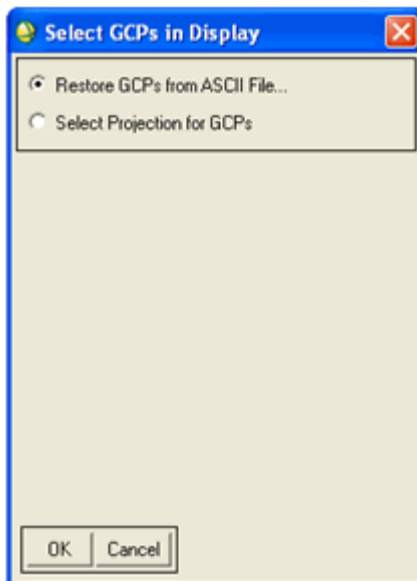 Select GCPs in Display
Restore GCPs from ASCII File...
Select Projection for GCPs
OK Cancel